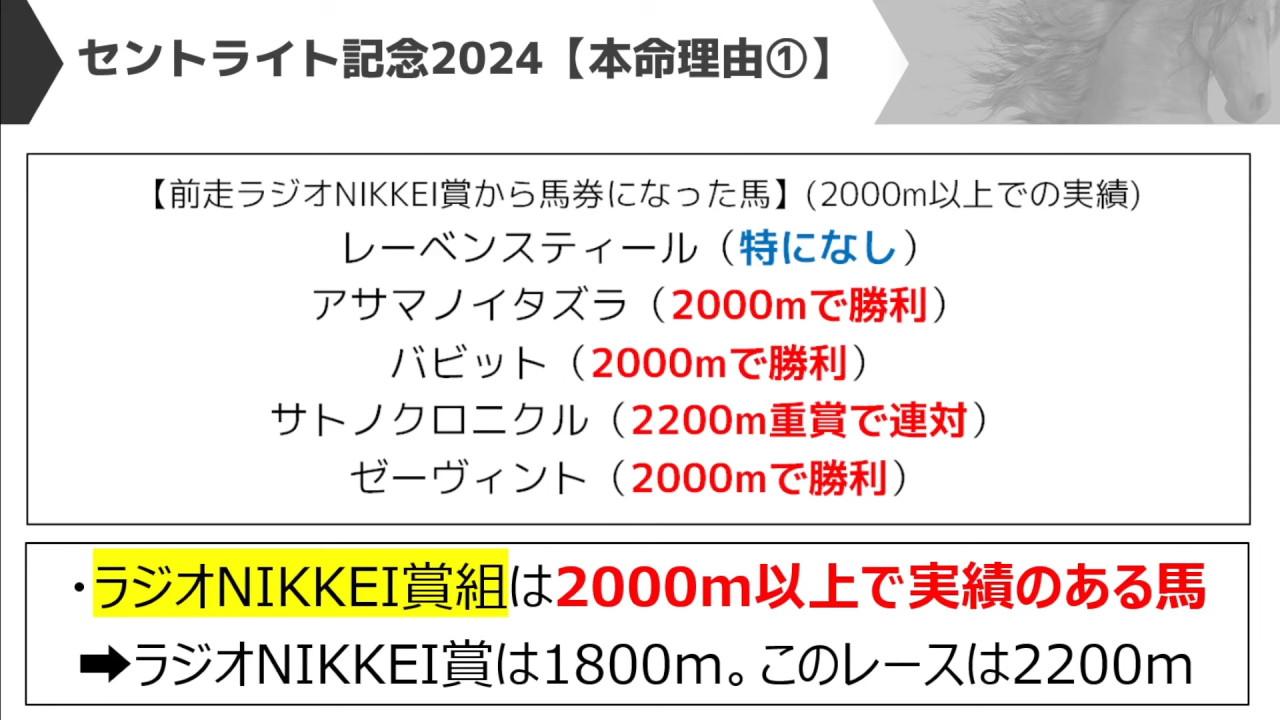 セントライト記念2024【本命理由①】
【前走ラジオNIKKEI賞から馬券になった馬】(2000m以上での実績)
レーベンスティール（特になし）
アサマノイタズラ（2000mで勝利）
バビット（2000mで勝利）
サトノクロニクル（2200m重賞で連対）
ゼーヴィント（2000mで勝利）
・ラジオNIKKEI賞組は2000m以上で実績のある馬
➡ラジオNIKKEI賞は1800m。このレースは2200m